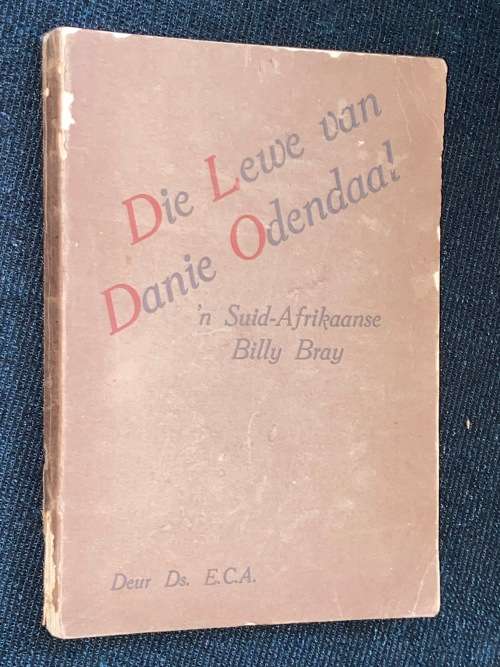 Die Lewe van
Danie Odendaal
'n Suid-Afrikaanse
Billy Bray
Deur Ds. E.C.A.